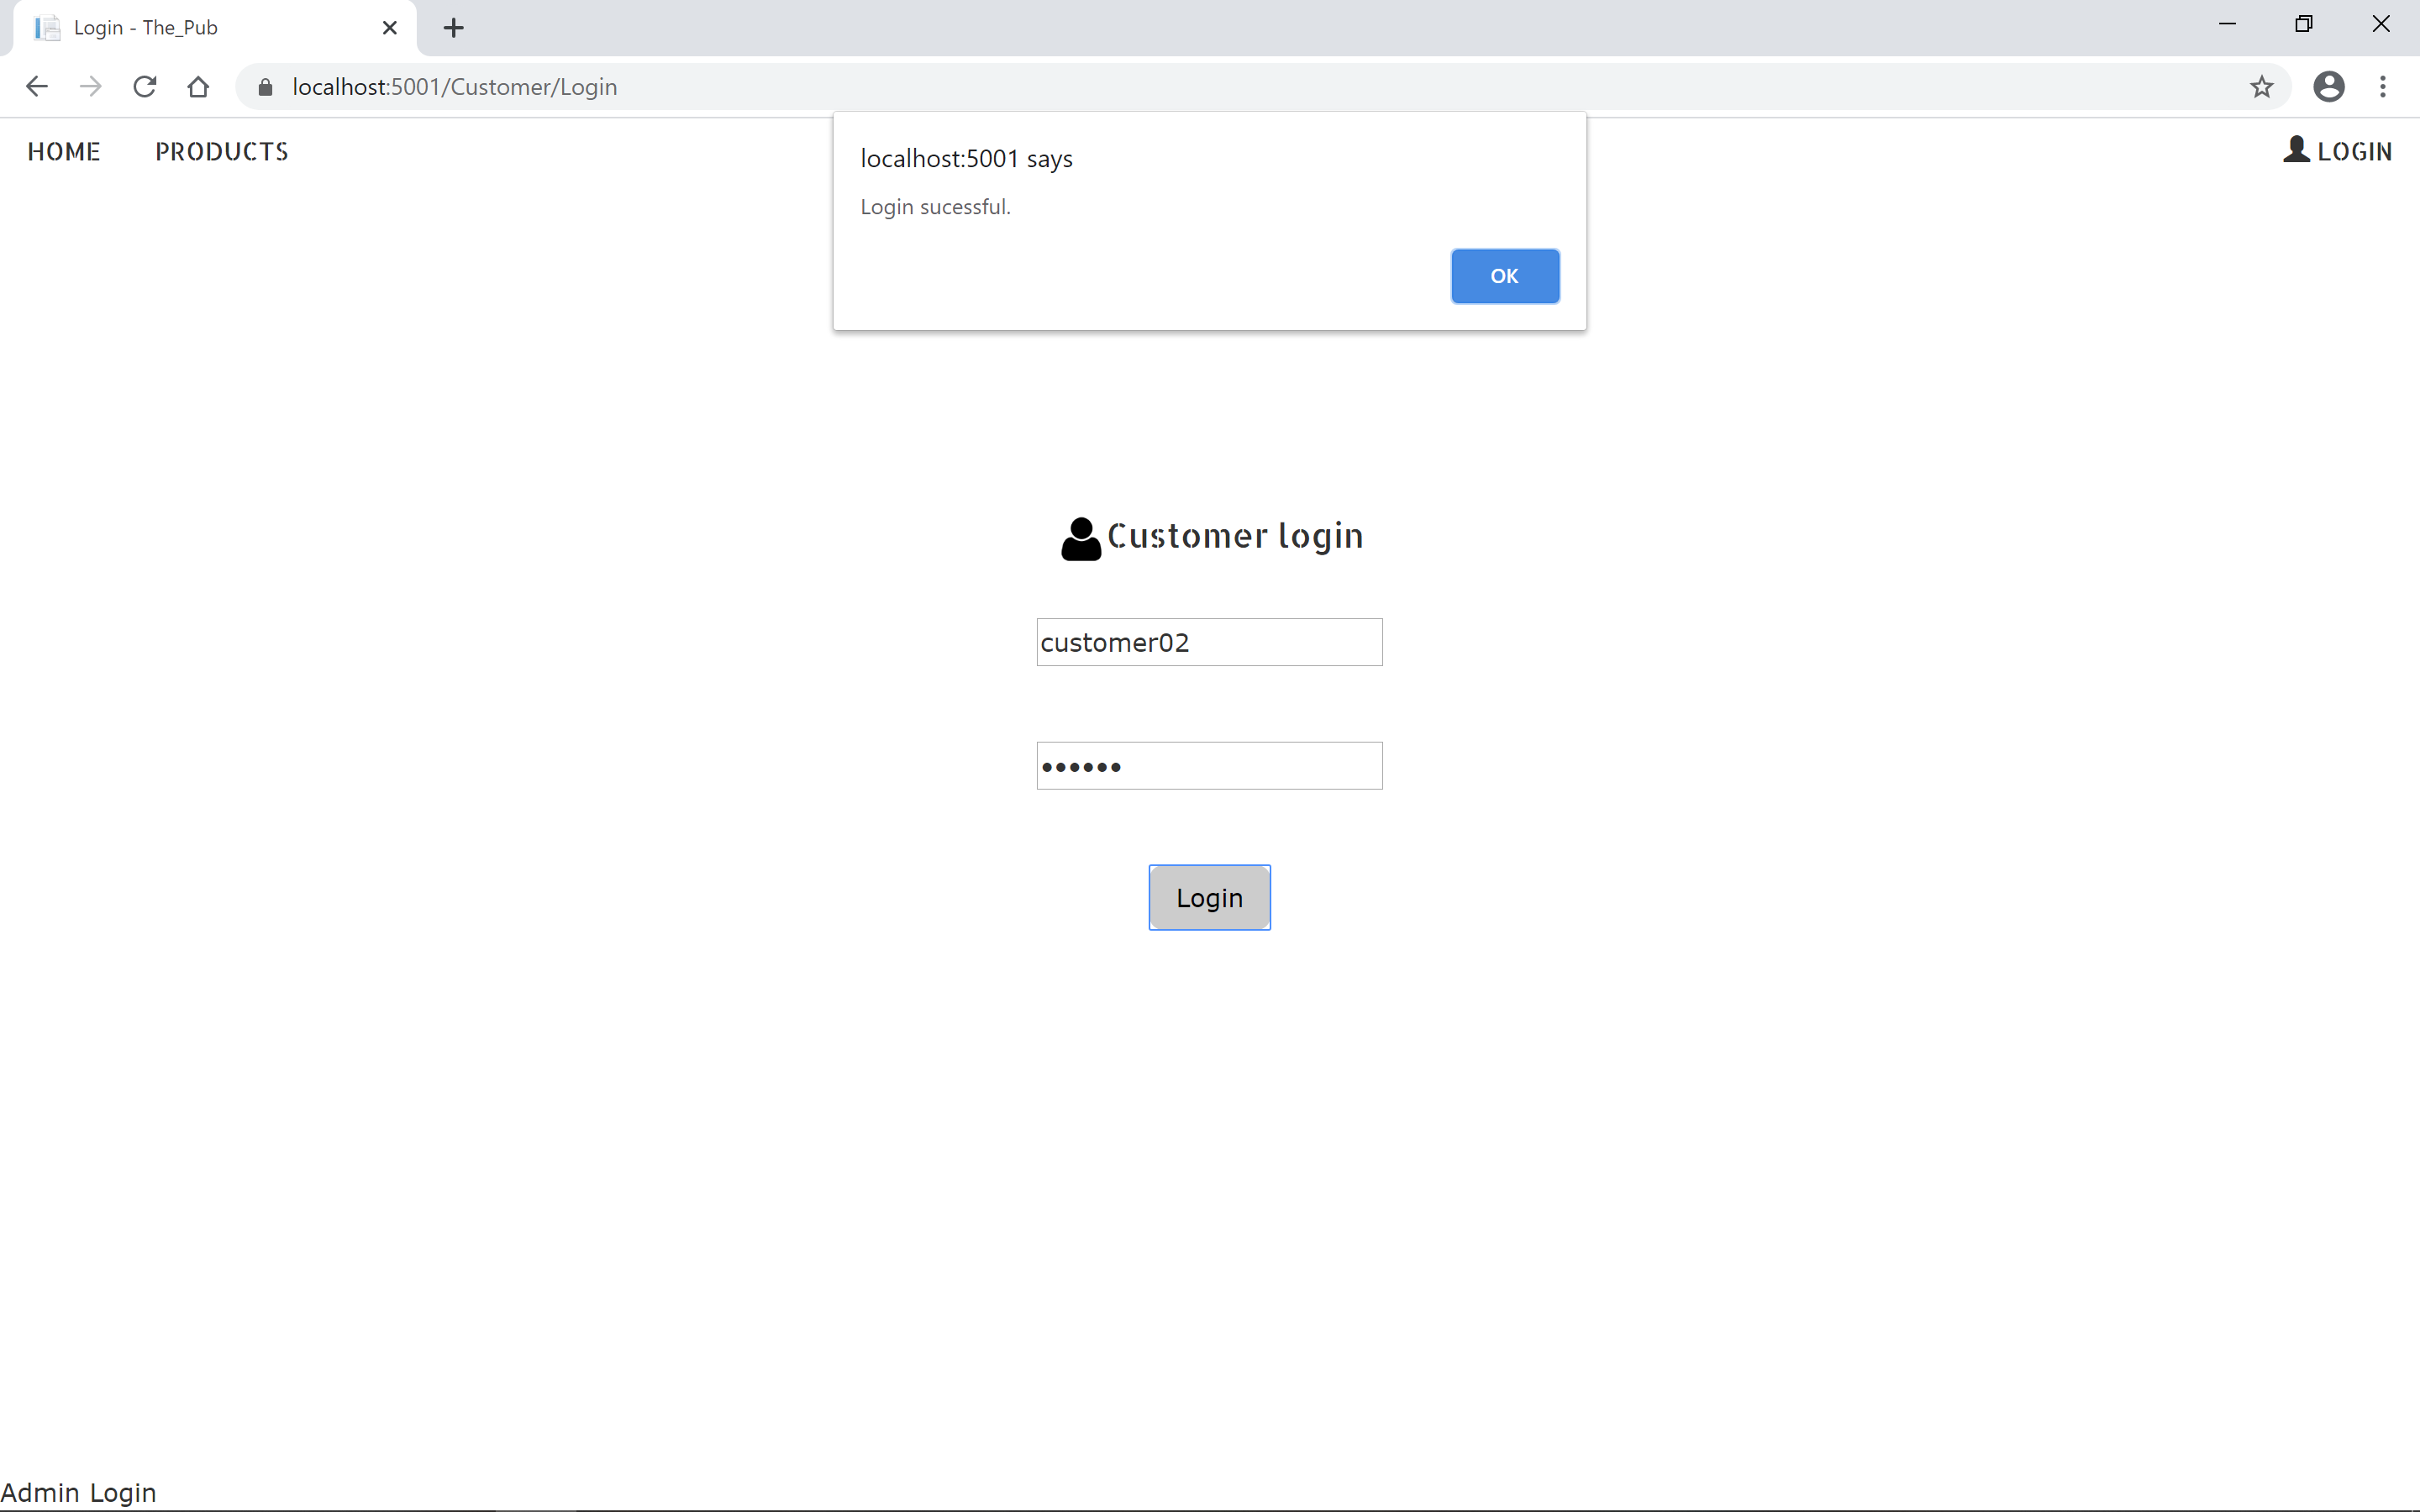 Login - The_Pub
localhost:5001/Customer/Login
HOME PRODUCTS LOGIN
localhost:5001 says
Login sucessful.
OK
Customer login
customer02
••••••
Login
Admin Login